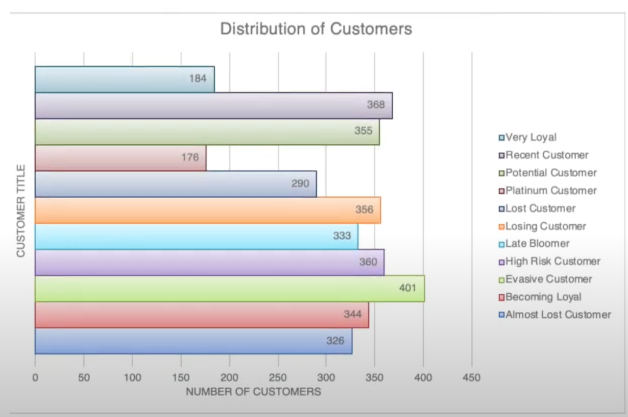 Distribution of Customers
184
368
355
176
290
356
333
360
401
344
326
0 50 100 150 200 250 300 350 400 450
NUMBER OF CUSTOMERS
CUSTOMER TITLE
Very Loyal
Recent Customer
Potential Customer
Platinum Customer
Lost Customer
Losing Customer
Late Bloomer
High Risk Customer
Evasive Customer
Becoming Loyal
Almost Lost Customer